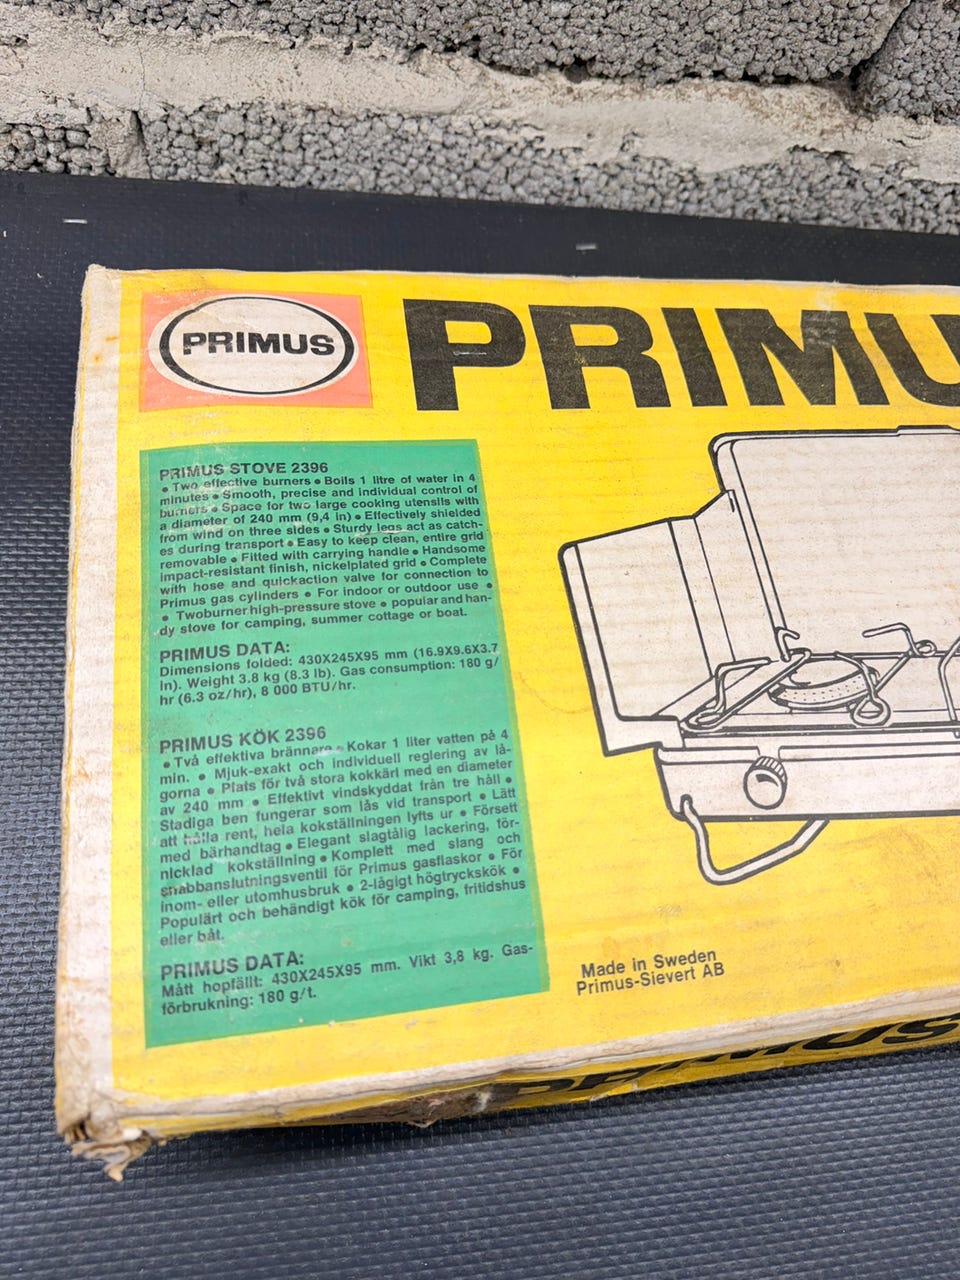 PRIMUS
PRIMU
PRIMUS STOVE 2396
• Two effective burners • Boils 1 litre of water in 4
minutes • Smooth, precise and individual control of
burners • Space for two large cooking utensils with
a diameter of 240 mm (9,4 in) • Effectively shielded
from wind on three sides • Sturdy legs act as catch-
es during transport • Easy to keep clean, entire grid
removable • Fitted with carrying handle • Handsome
impact-resistant finish, nickelplated grid • Complete
with hose and quickaction valve for connection to
Primus gas cylinders • For indoor or outdoor use •
• Twoburner high-pressure stove • popular and han-
dy stove for camping, summer cottage or boat.
PRIMUS DATA:
Dimensions folded: 430X245X95 mm (16.9X9.6X3.7
in). Weight 3.8 kg (8.3 lb). Gas consumption: 180 g/
hr (6.3 oz/hr), 8 000 BTU/hr.
PRIMUS KÖK 2396
• Två effektiva brännare • Kokar 1 liter vatten på 4
min. • Mjuk-exakt och individuell reglering av lå-
gorna • Plats för två stora kokkärl med en diameter
av 240 mm • Effektivt vindskyddat från tre håll •
Stadiga ben fungerar som lås vid transport • Lätt
att hålla rent, hela kokställningen lyfts ur • Försett
med bärhandtag • Elegant slagtålig lackering, för-
nicklad kokställning • Komplett med slang och
snabbanslutningsventil för Primus gasflaskor • För
inom- eller utomhusbruk • 2-lågigt högtryckskök •
Populärt och behändigt kök för camping, fritidshus
eller båt.
PRIMUS DATA:
Mått hopfällt: 430X245X95 mm. Vikt 3,8 kg. Gas-
förbrukning: 180 g/t.
Made in Sweden
Primus-Sievert AB
PRIMUS